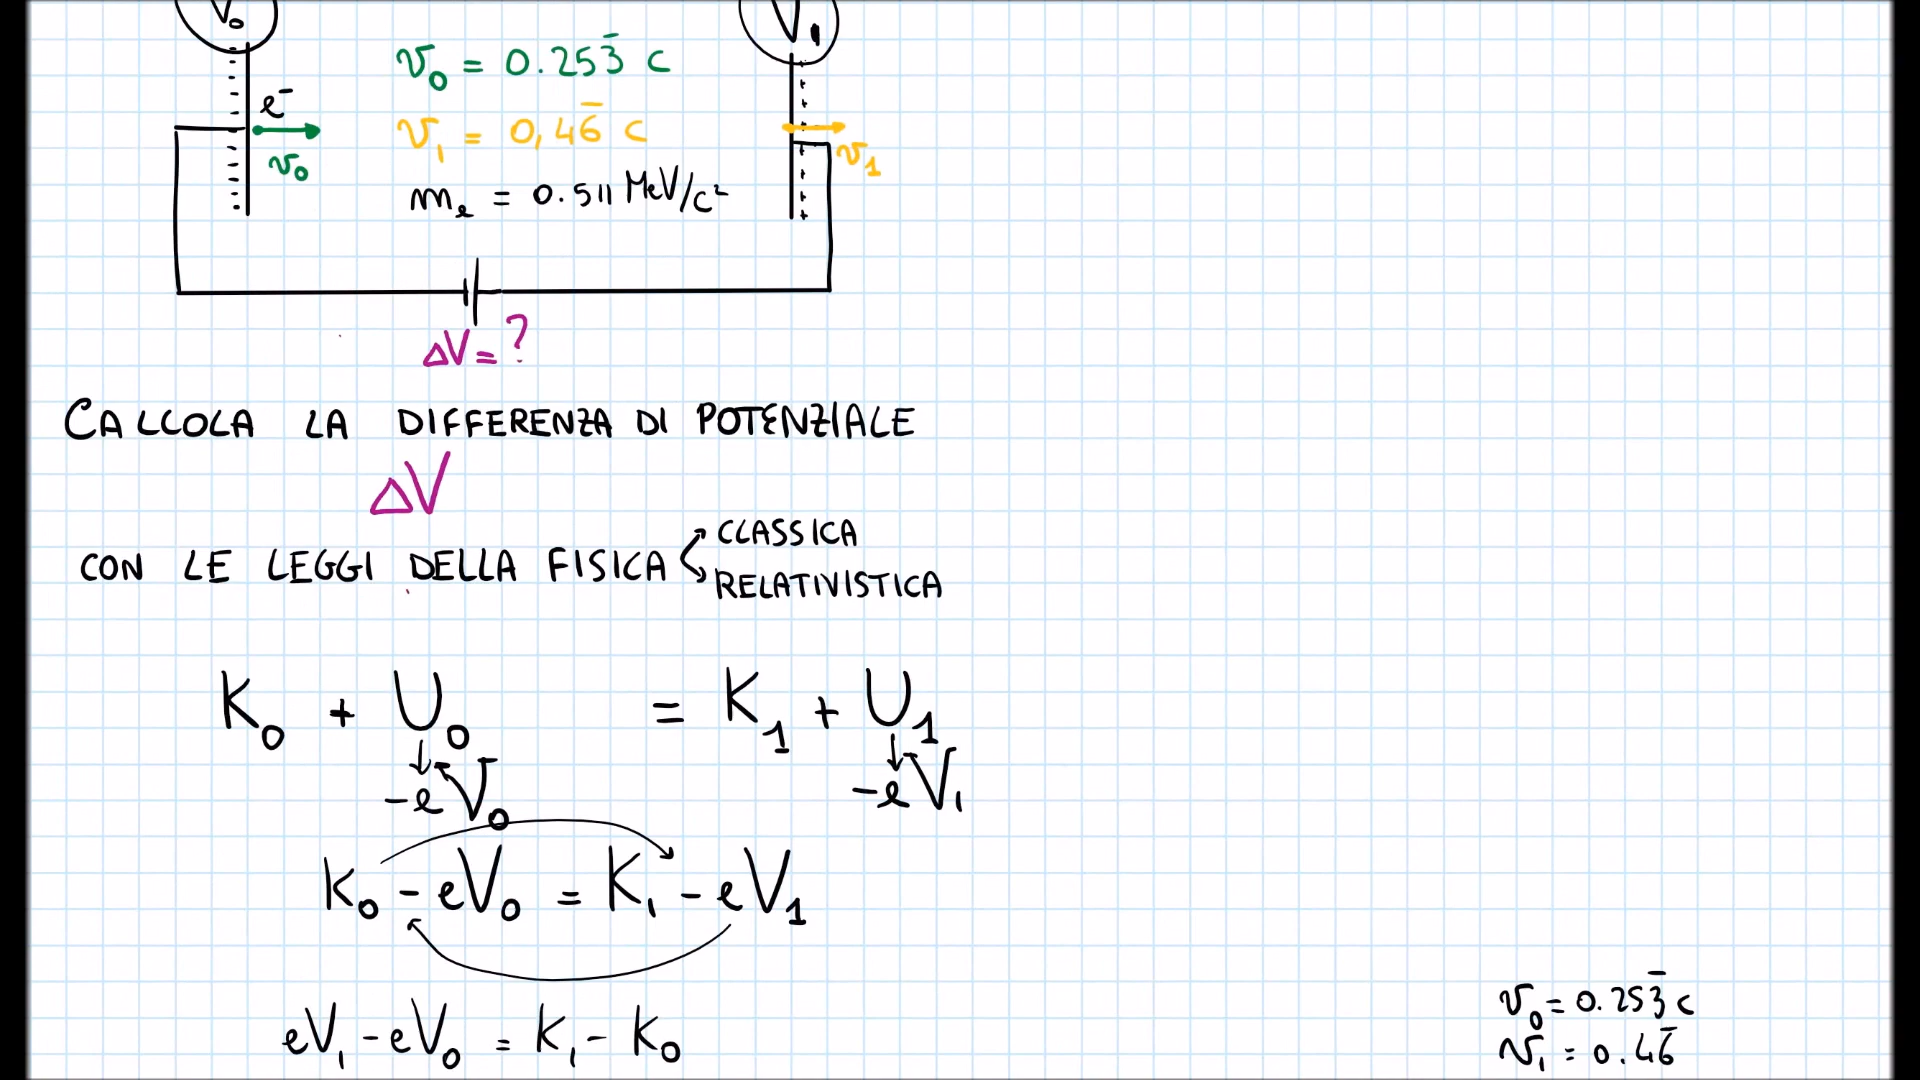 V₀ V₁
v₀ = 0.253̅ c
e⁻
v₁ = 0,46̅ c
v₀ v₁
mₑ = 0.511 MeV/c²
ΔV = ?
CALCOLA LA DIFFERENZA DI POTENZIALE
ΔV
CON LE LEGGI DELLA FISICA CLASSICA
RELATIVISTICA
K₀ + U₀ = K₁ + U₁
-eV₀ -eV₁
K₀ - eV₀ = K₁ - eV₁
eV₁ - eV₀ = K₁ - K₀
v₀ = 0.253̅ c
v₁ = 0.46̅